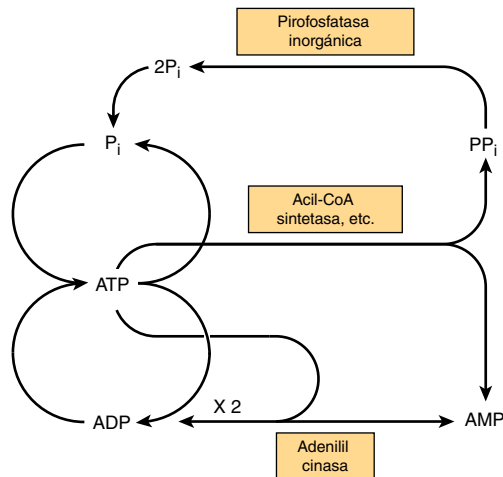 Pirofosfatasa
inorgánica
2Pi
Pi
PPi
Acil-CoA
sintetasa, etc.
ATP
X 2
ADP
AMP
Adenilil
cinasa